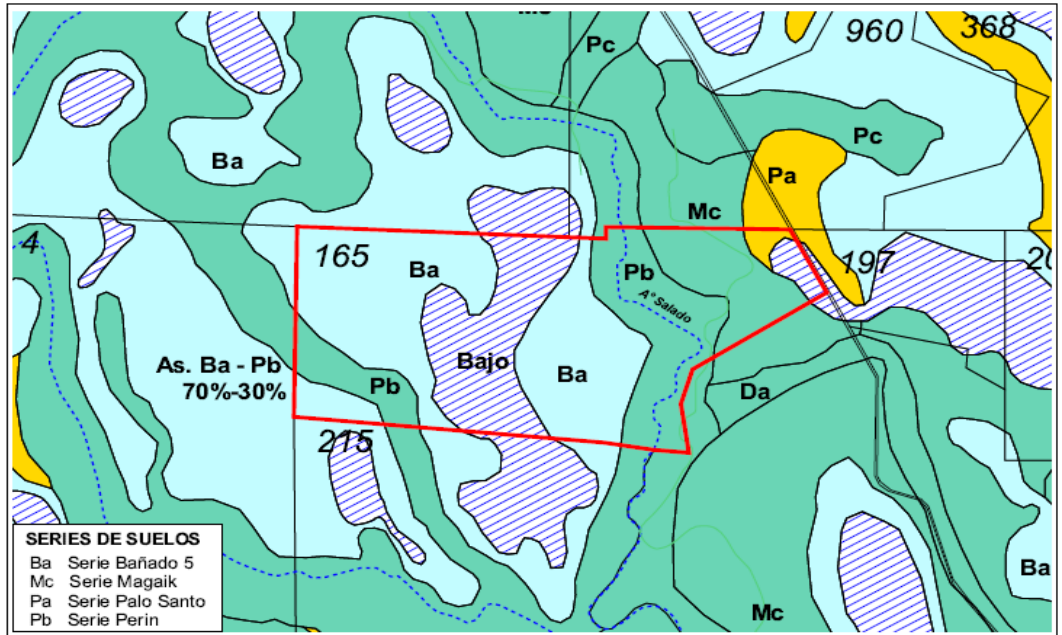 Pc
960
368
Ba
Pc
Pa
4
Mc
165
Ba
Pb
197
A° Salado
As. Ba - Pb
70%-30%
Bajo
Ba
Pb
Da
215
SERIES DE SUELOS
Ba Serie Bañado 5
Mc Serie Magaik
Pa Serie Palo Santo
Pb Serie Perin
Ba
Mc